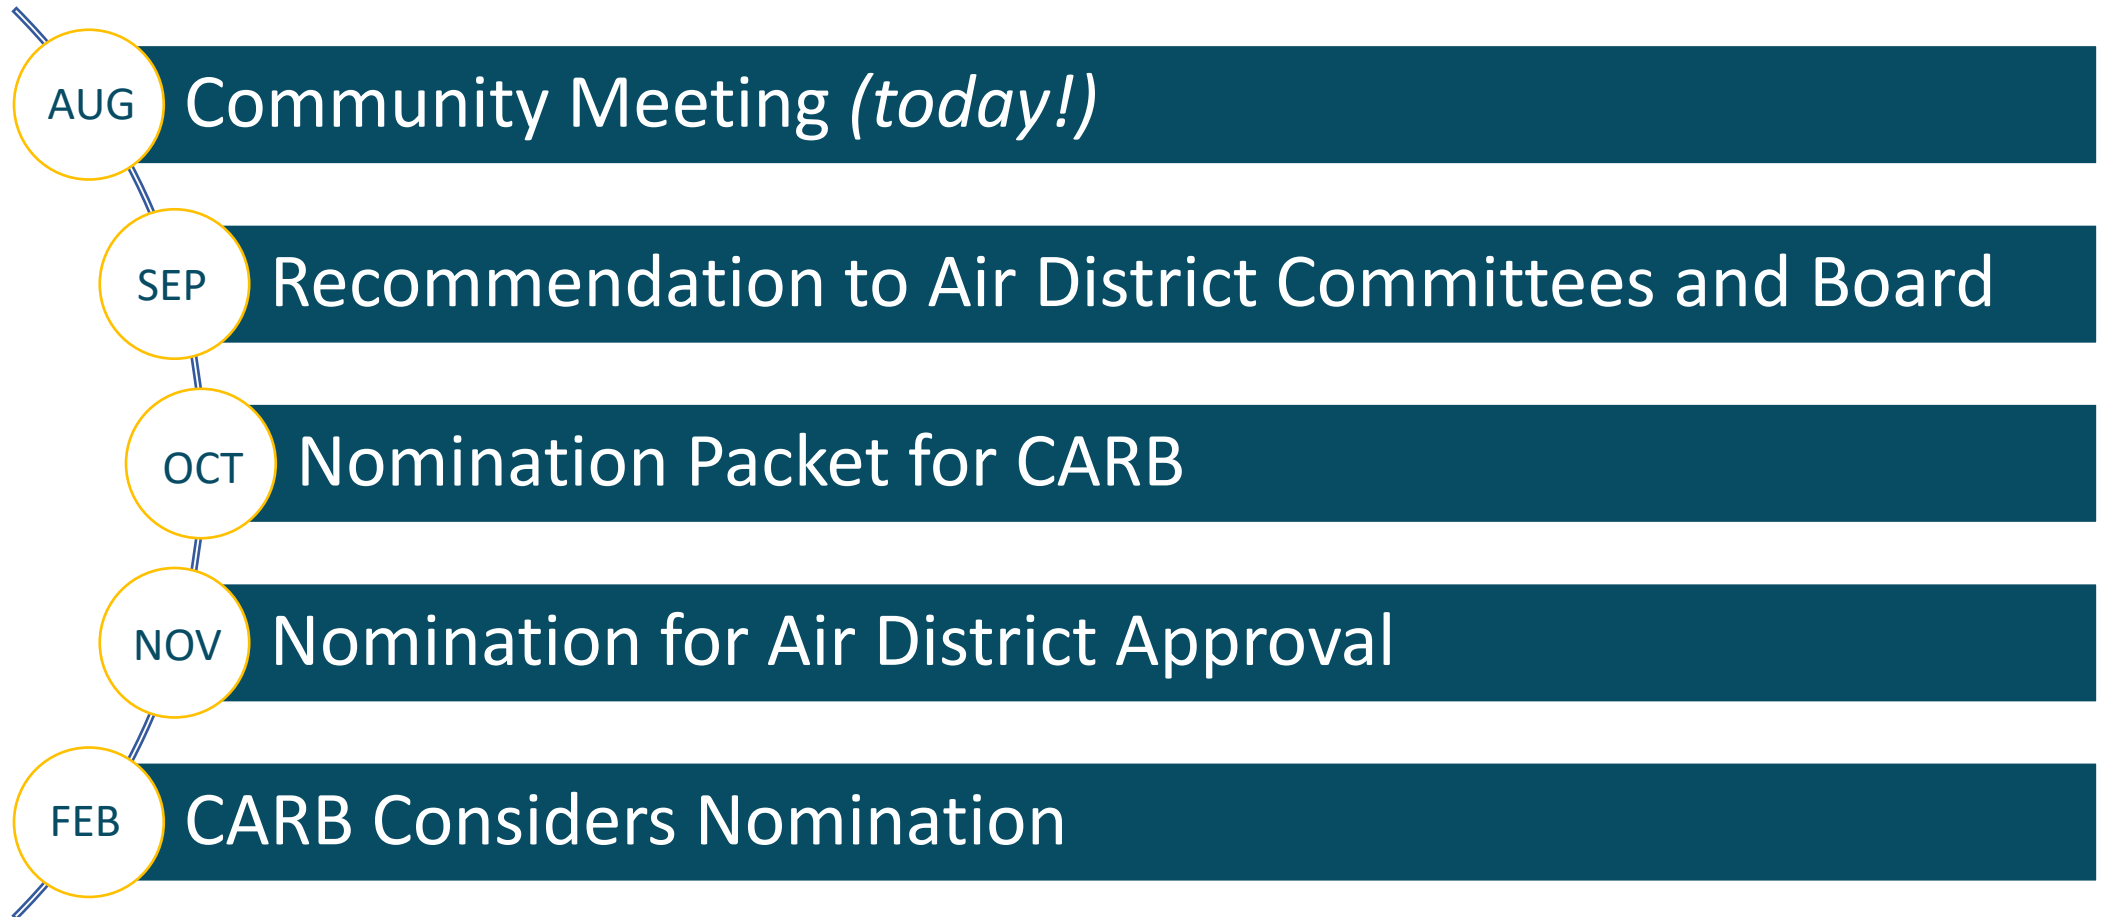 AUG
Community Meeting (today!)
SEP
Recommendation to Air District Committees and Board
OCT
Nomination Packet for CARB
NOV
Nomination for Air District Approval
FEB
CARB Considers Nomination